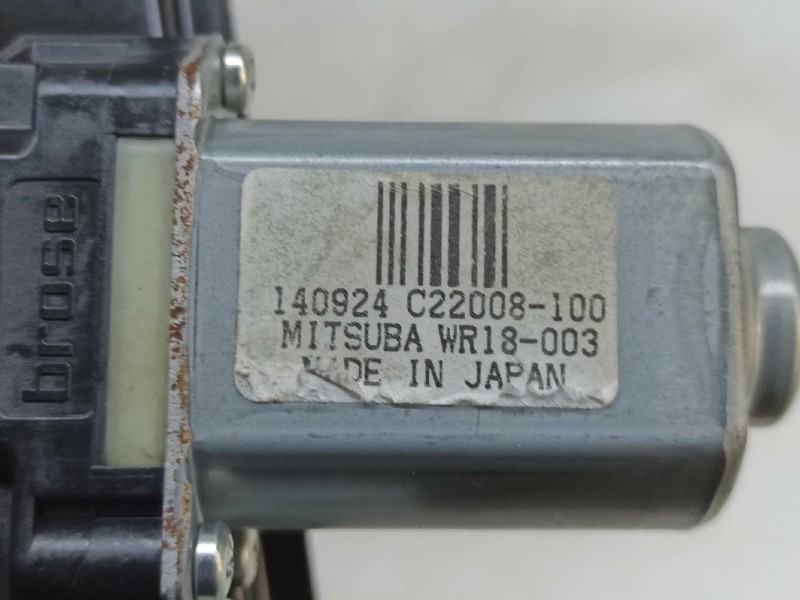 brose
140924 C22008-100
MITSUBA WR18-003
MADE IN JAPAN